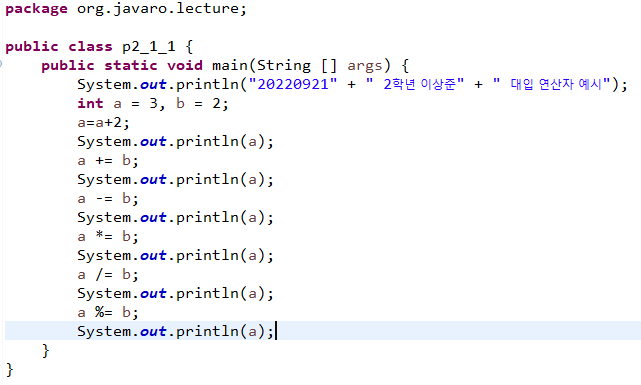 package org.javaro.lecture;
public class p2_1_1 {
public static void main(String [] args) {
System.out.println("20220921" + " 2학년 이상준" + " 대입 연산자 예시");
int a = 3, b = 2;
a=a+2;
System.out.println(a);
a += b;
System.out.println(a);
a -= b;
System.out.println(a);
a *= b;
System.out.println(a);
a /= b;
System.out.println(a);
a %= b;
System.out.println(a);
}
}